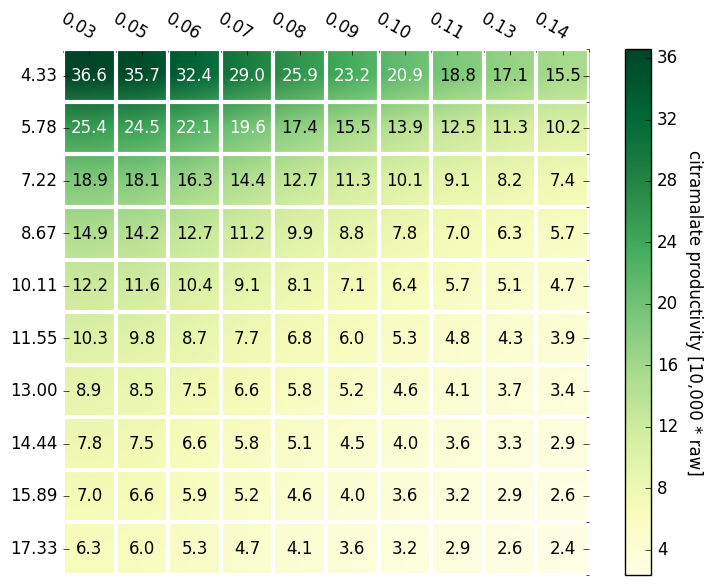 0.03 0.05 0.06 0.07 0.08 0.09 0.10 0.11 0.13 0.14
4.33 36.6 35.7 32.4 29.0 25.9 23.2 20.9 18.8 17.1 15.5
5.78 25.4 24.5 22.1 19.6 17.4 15.5 13.9 12.5 11.3 10.2
7.22 18.9 18.1 16.3 14.4 12.7 11.3 10.1 9.1 8.2 7.4
8.67 14.9 14.2 12.7 11.2 9.9 8.8 7.8 7.0 6.3 5.7
10.11 12.2 11.6 10.4 9.1 8.1 7.1 6.4 5.7 5.1 4.7
11.55 10.3 9.8 8.7 7.7 6.8 6.0 5.3 4.8 4.3 3.9
13.00 8.9 8.5 7.5 6.6 5.8 5.2 4.6 4.1 3.7 3.4
14.44 7.8 7.5 6.6 5.8 5.1 4.5 4.0 3.6 3.3 2.9
15.89 7.0 6.6 5.9 5.2 4.6 4.0 3.6 3.2 2.9 2.6
17.33 6.3 6.0 5.3 4.7 4.1 3.6 3.2 2.9 2.6 2.4
36
32
28
24
20
16
12
8
4
citramalate productivity [10,000 * raw]